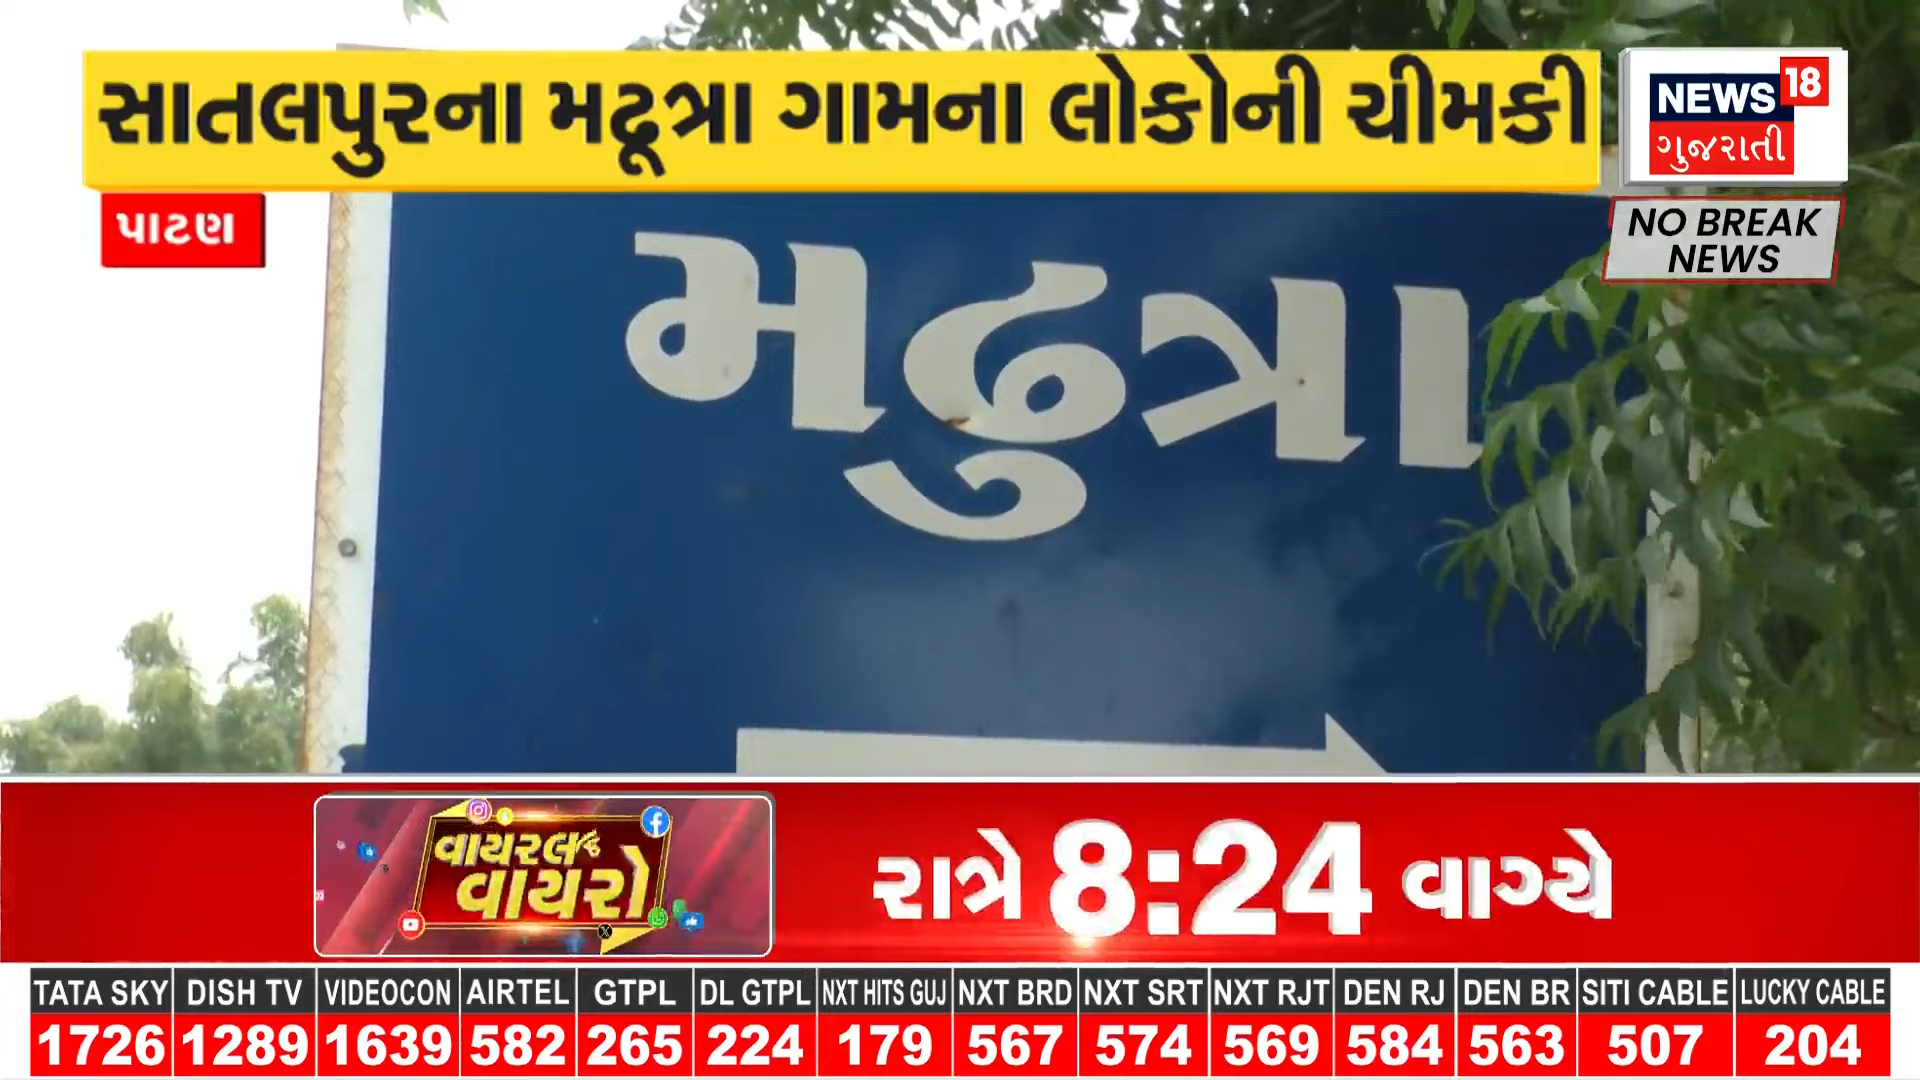 સાતલપુરના મઢૂત્રા ગામના લોકોની ચીમકી
NEWS 18
ગુજરાતી
પાટણ
NO BREAK
NEWS
મઢુત્રા
વાયરલ છે
વાયરો
રાત્રે 8:24 વાગ્યે
TATA SKY DISH TV VIDEOCON AIRTEL GTPL DL GTPL NXT HITS GUJ NXT BRD NXT SRT NXT RJT DEN RJ DEN BR SITI CABLE LUCKY CABLE
1726 1289 1639 582 265 224 179 567 574 569 584 563 507 204